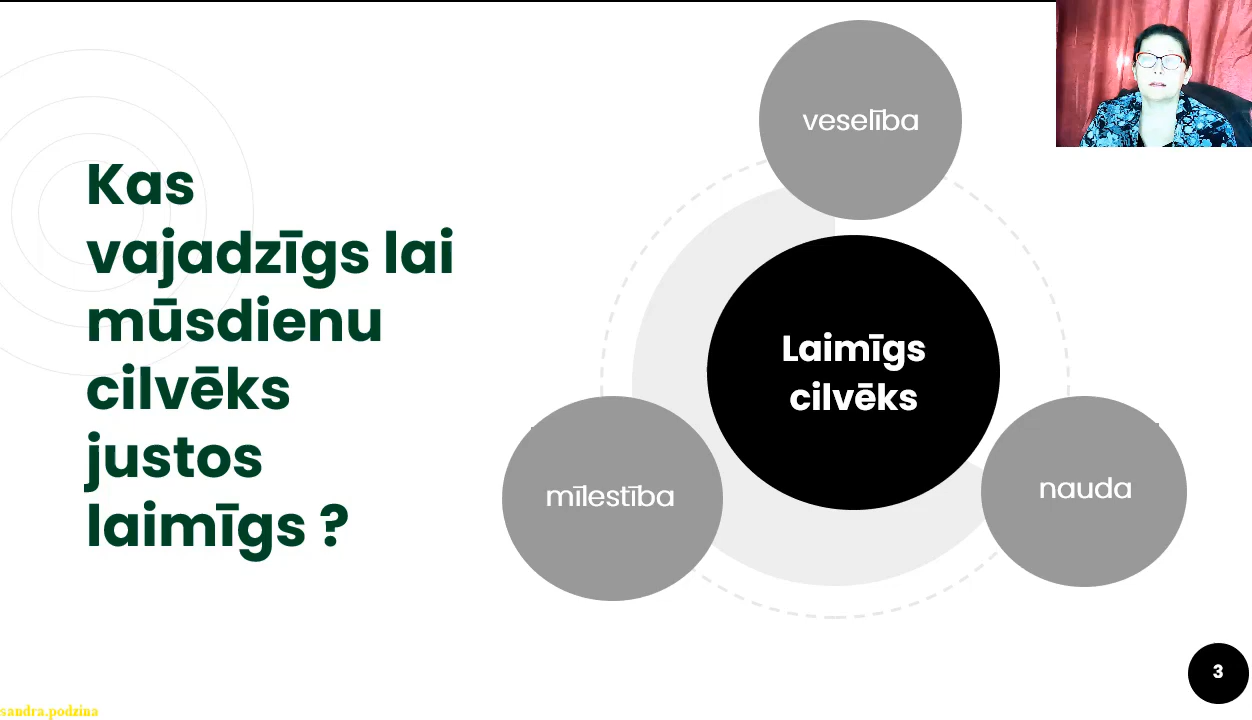 Kas
vajadzīgs lai
mūsdienu
cilvēks
justos
laimīgs ?
veselība
Laimīgs
cilvēks
mīlestība
nauda
3
sandra.podzina